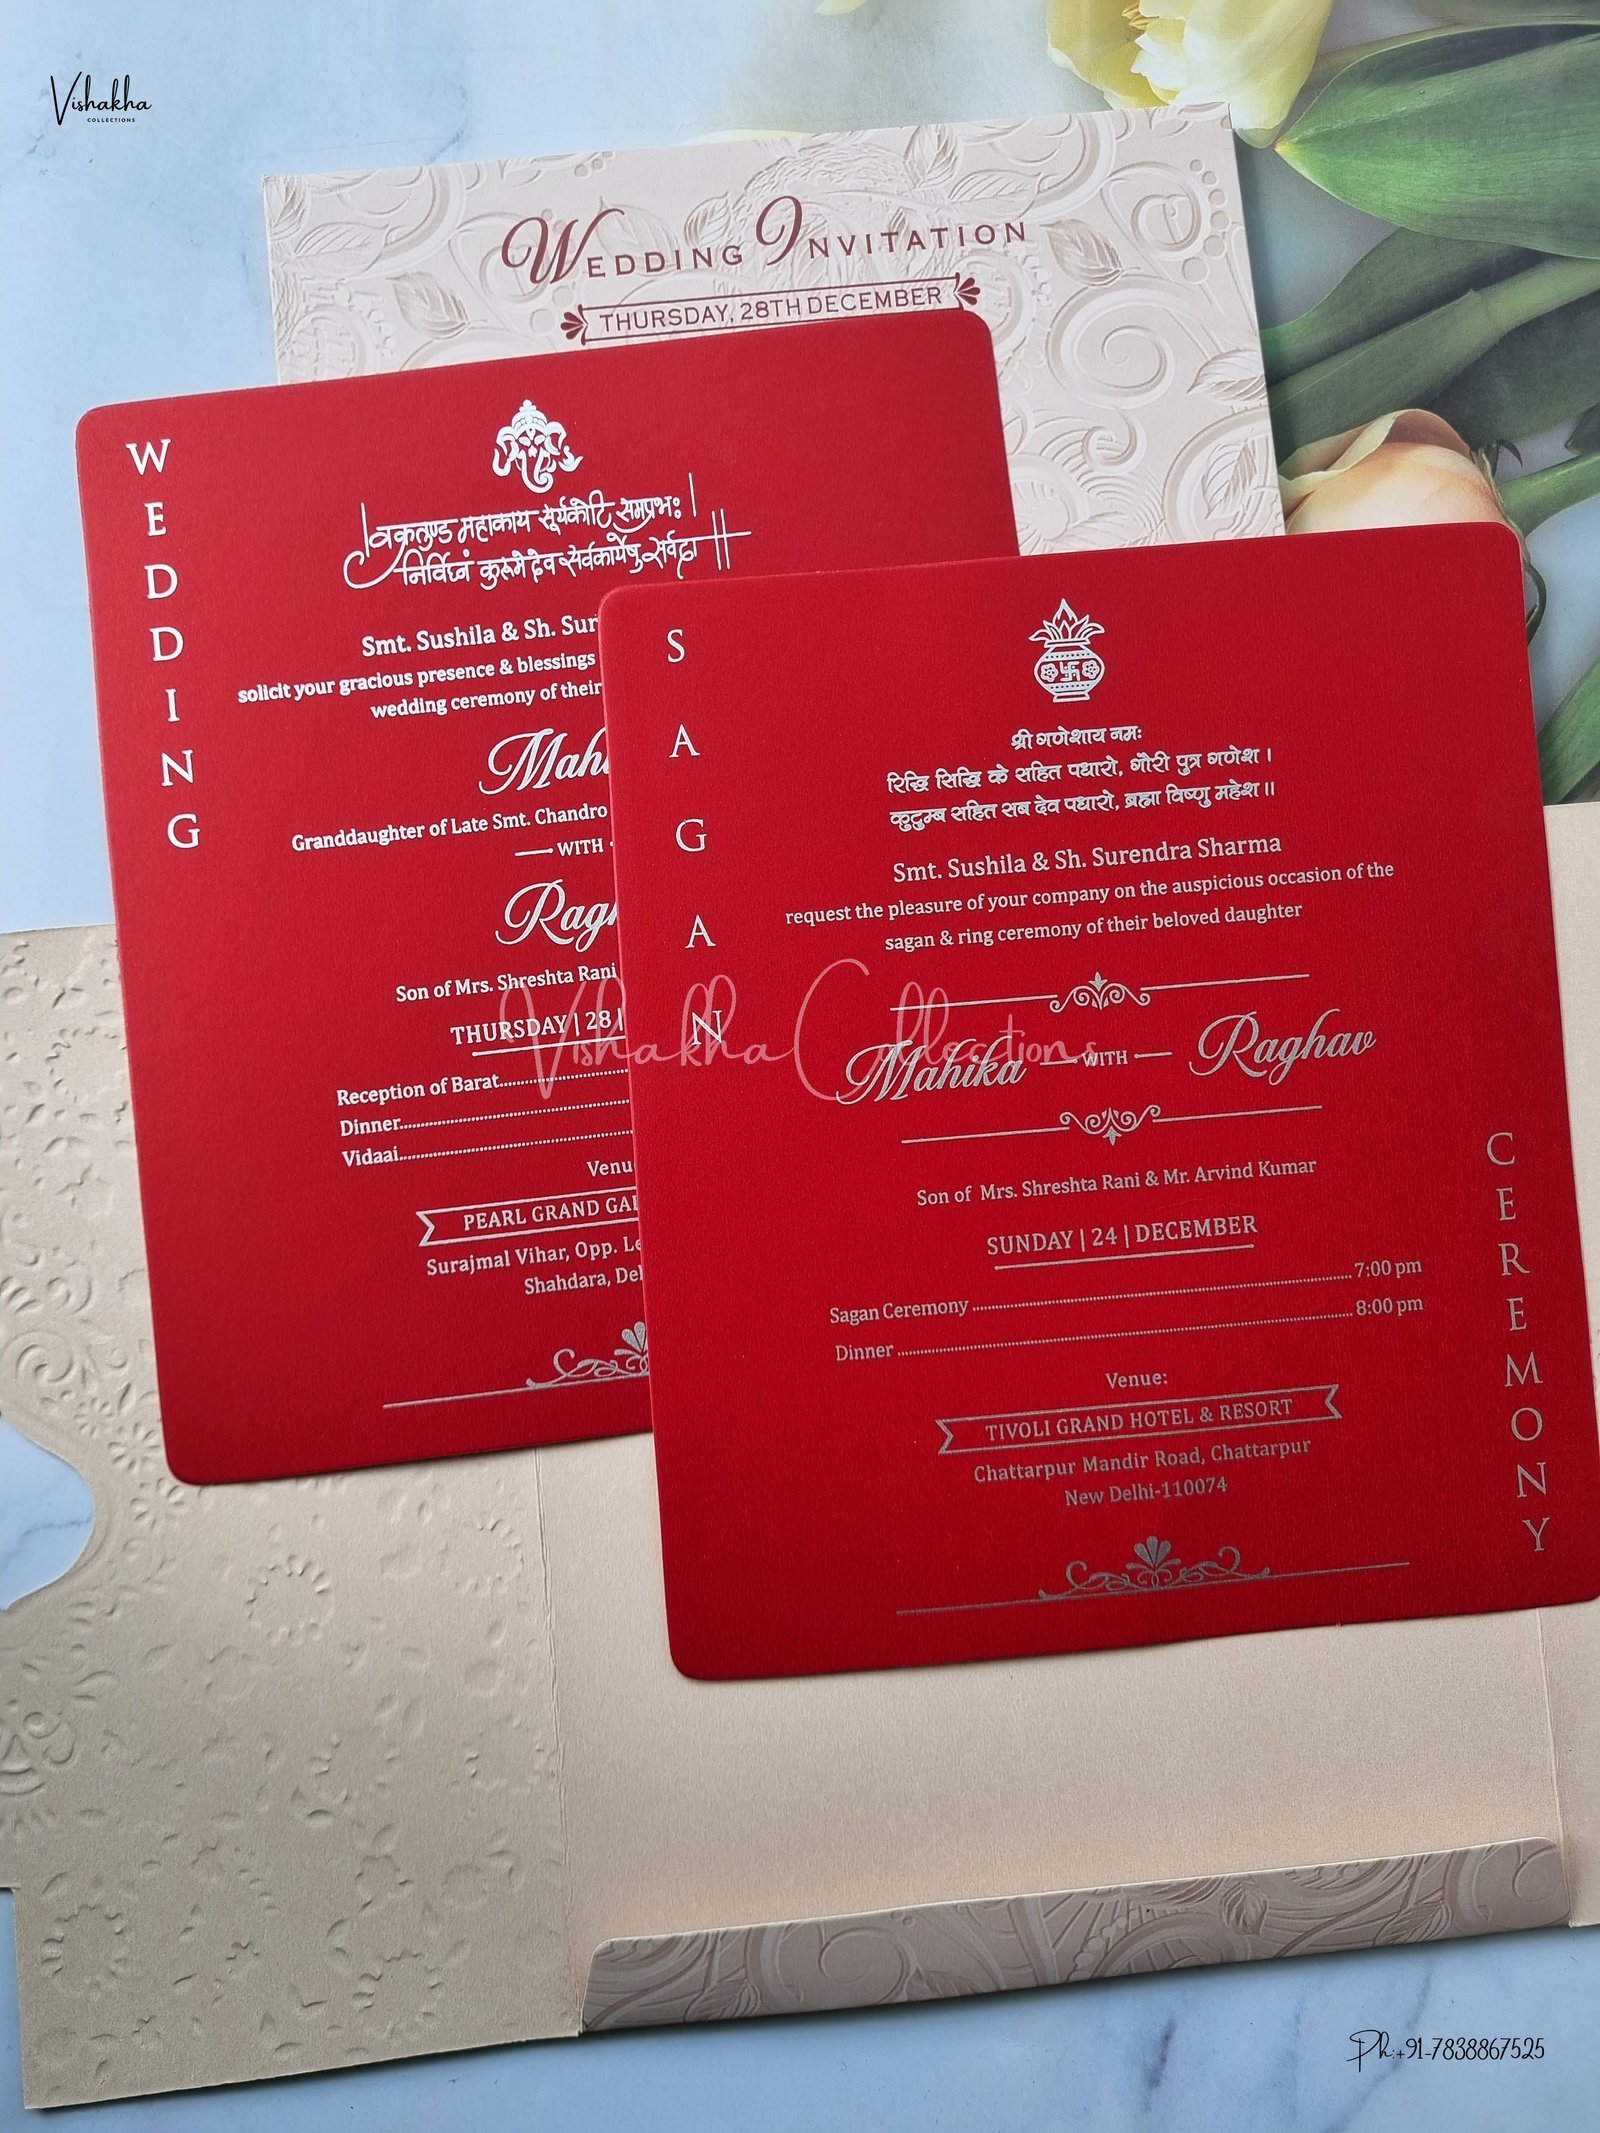 Vishakha
COLLECTIONS
WEDDING INVITATION
THURSDAY, 28TH DECEMBER
WEDDING
वक्रतुण्ड महाकाय सूर्यकोटि समप्रभः।
निर्विघ्नं कुरूमे देव सर्वकार्येषु सर्वदा ॥
Smt. Sushila & Sh. Sur
solicit your gracious presence & blessings
wedding ceremony of their
Mah
Granddaughter of Late Smt. Chandro
WITH
Ragh
Son of Mrs. Shreshta Rani
THURSDAY | 28 |
Reception of Barat
Dinner
Vidaai
Venu
PEARL GRAND GA
Surajmal Vihar, Opp. Le
Shahdara, Del
SAGAN
श्री गणेशाय नमः
रिद्धि सिद्धि के सहित पधारो, गौरी पुत्र गणेश ।
कुटुम्ब सहित सब देव पधारो, ब्रह्मा विष्णु महेश ॥
Smt. Sushila & Sh. Surendra Sharma
request the pleasure of your company on the auspicious occasion of the
sagan & ring ceremony of their beloved daughter
Mahika WITH Raghav
Son of Mrs. Shreshta Rani & Mr. Arvind Kumar
SUNDAY | 24 | DECEMBER
Sagan Ceremony 7:00 pm
Dinner 8:00 pm
Venue:
TIVOLI GRAND HOTEL & RESORT
Chattarpur Mandir Road, Chattarpur
New Delhi-110074
CEREMONY
Vishakha Collections
Ph:+91-7838867525